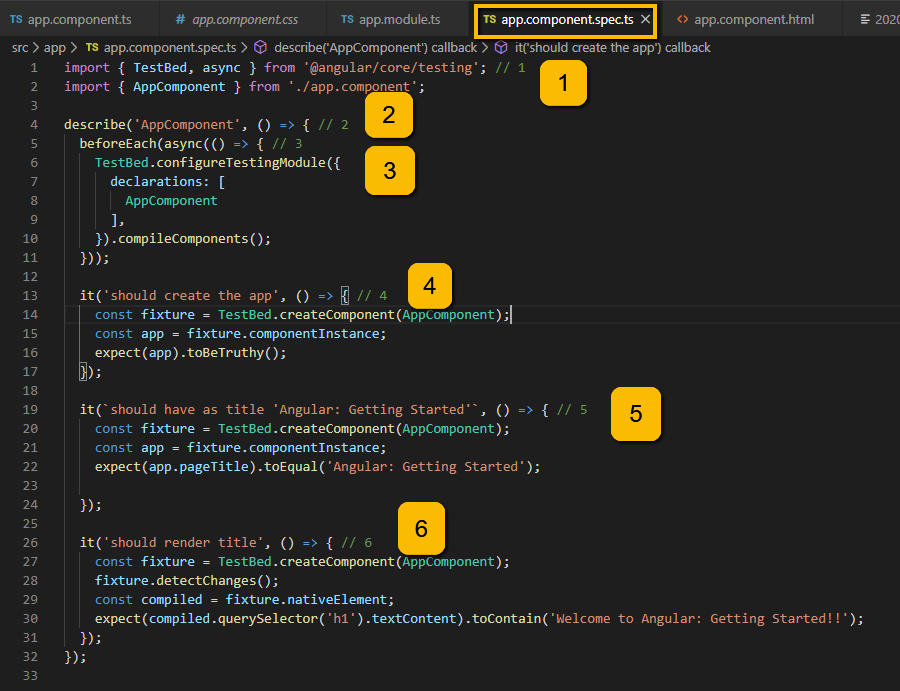 TS app.component.ts # app.component.css TS app.module.ts TS app.component.spec.ts × <> app.component.html 2020
src > app > TS app.component.spec.ts > describe('AppComponent') callback > it('should create the app') callback
1 import { TestBed, async } from '@angular/core/testing'; // 1
1
2 import { AppComponent } from './app.component';
3
4 describe('AppComponent', () => { // 2
2
5 beforeEach(async(() => { // 3
6 TestBed.configureTestingModule({
3
7 declarations: [
8 AppComponent
9 ],
10 }).compileComponents();
11 }));
12
13 it('should create the app', () => { // 4
4
14 const fixture = TestBed.createComponent(AppComponent);
15 const app = fixture.componentInstance;
16 expect(app).toBeTruthy();
17 });
18
19 it(`should have as title 'Angular: Getting Started'`, () => { // 5
5
20 const fixture = TestBed.createComponent(AppComponent);
21 const app = fixture.componentInstance;
22 expect(app.pageTitle).toEqual('Angular: Getting Started');
23
24 });
25
26 it('should render title', () => { // 6
6
27 const fixture = TestBed.createComponent(AppComponent);
28 fixture.detectChanges();
29 const compiled = fixture.nativeElement;
30 expect(compiled.querySelector('h1').textContent).toContain('Welcome to Angular: Getting Started!!');
31 });
32 });
33